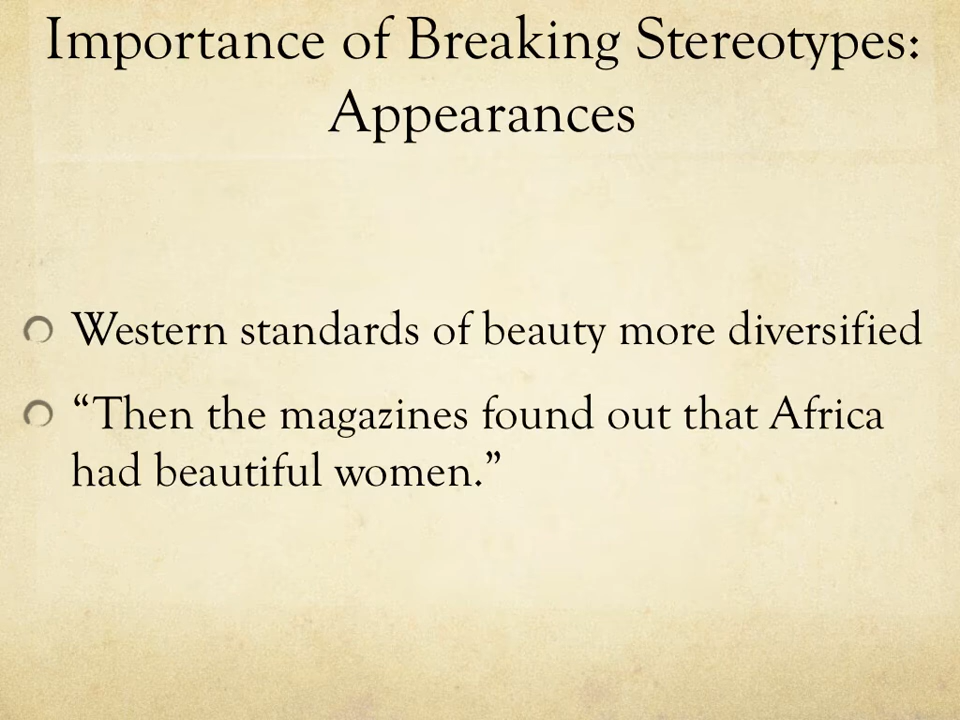 Importance of Breaking Stereotypes:
Appearances
Western standards of beauty more diversified
“Then the magazines found out that Africa
had beautiful women.”